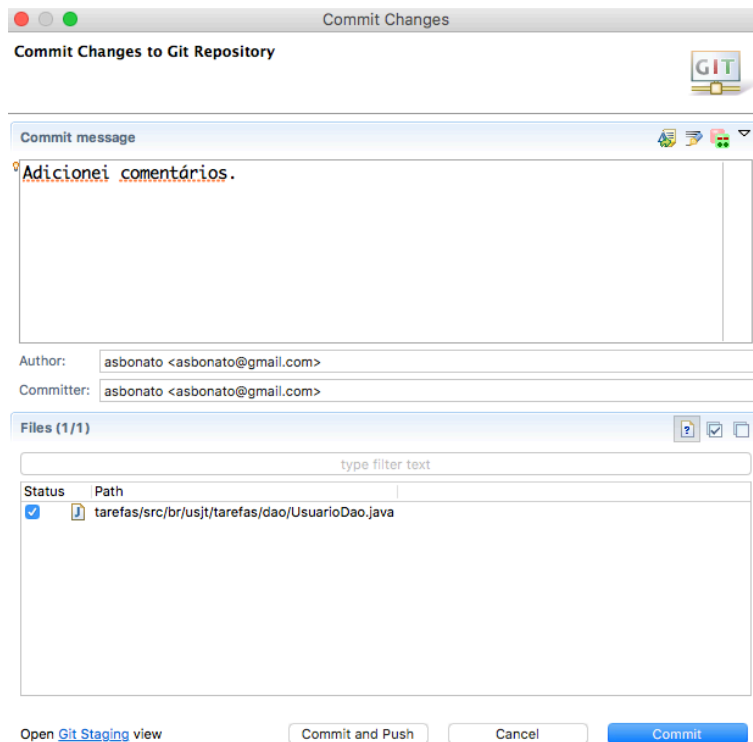 Commit Changes
Commit Changes to Git Repository
GIT
Commit message
Adicionei comentários.
Author: asbonato <asbonato@gmail.com>
Committer: asbonato <asbonato@gmail.com>
Files (1/1)
type filter text
Status Path
tarefas/src/br/usjt/tarefas/dao/UsuarioDao.java
Open Git Staging view Commit and Push Cancel Commit